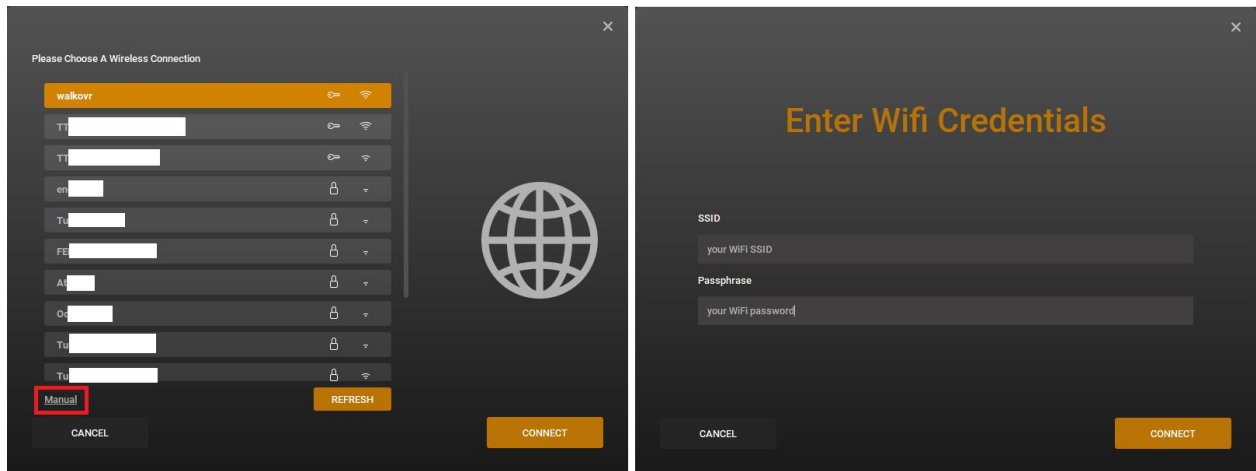 Please Choose A Wireless Connection
walkovr
TT
TT
en
Tu
FE
At
Oc
Tu
Tu
Manual
REFRESH
CANCEL
CONNECT
Enter Wifi Credentials
SSID
your WiFi SSID
Passphrase
your WiFi password
CANCEL
CONNECT